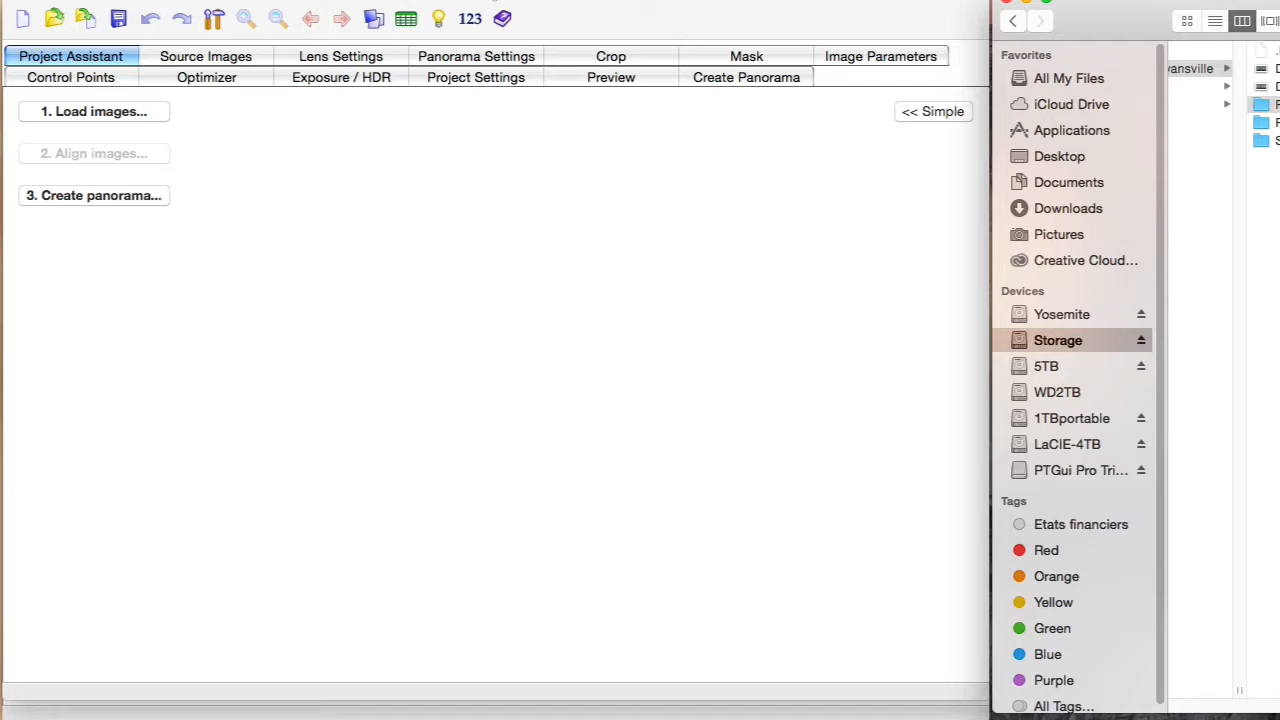 123
Project Assistant Source Images Lens Settings Panorama Settings Crop Mask Image Parameters
Control Points Optimizer Exposure / HDR Project Settings Preview Create Panorama
1. Load images...
<< Simple
2. Align images...
3. Create panorama...
Favorites
All My Files
iCloud Drive
Applications
Desktop
Documents
Downloads
Pictures
Creative Cloud...
Devices
Yosemite
Storage
5TB
WD2TB
1TBportable
LaCIE-4TB
PTGui Pro Tri...
Tags
Etats financiers
Red
Orange
Yellow
Green
Blue
Purple
All Tags...